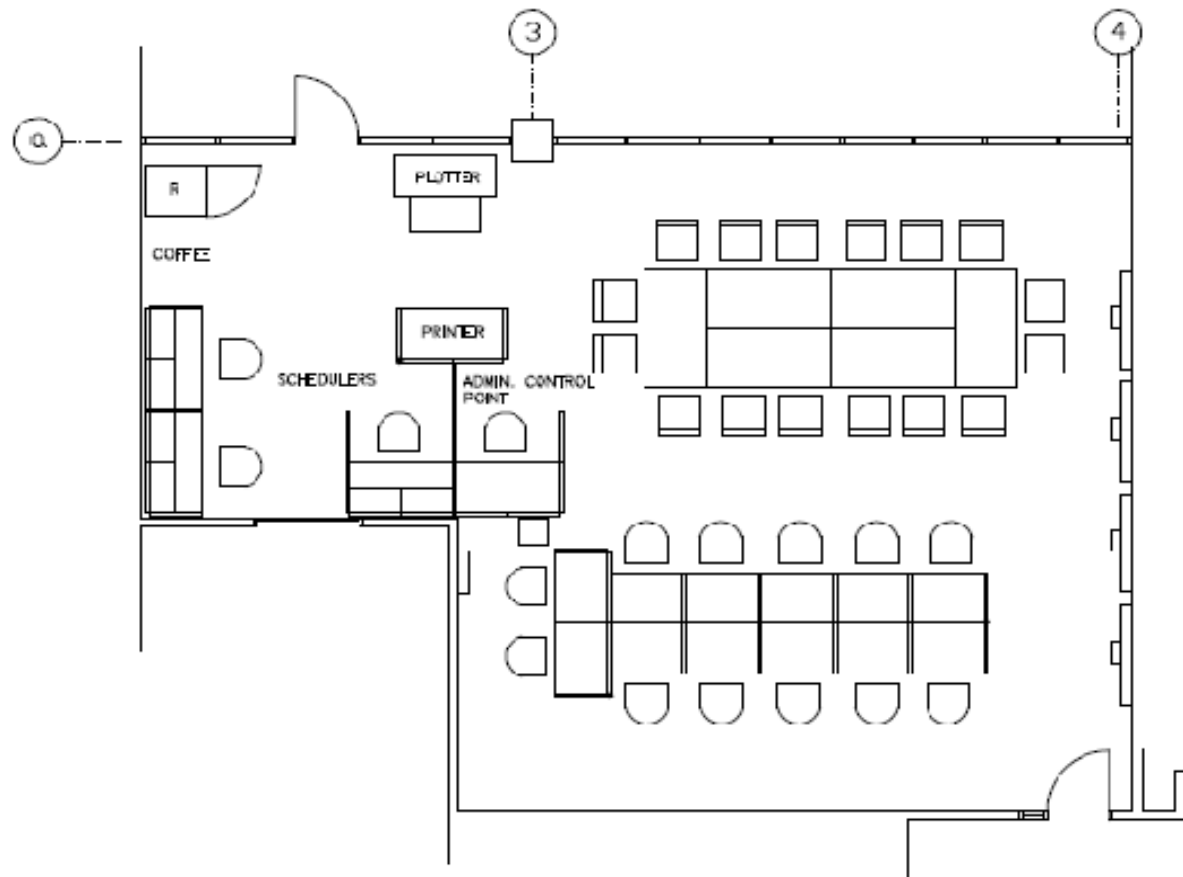 3
4
a
PLOTTER
R
COFFEE
PRINTER
SCHEDULERS
ADMIN. CONTROL
POINT